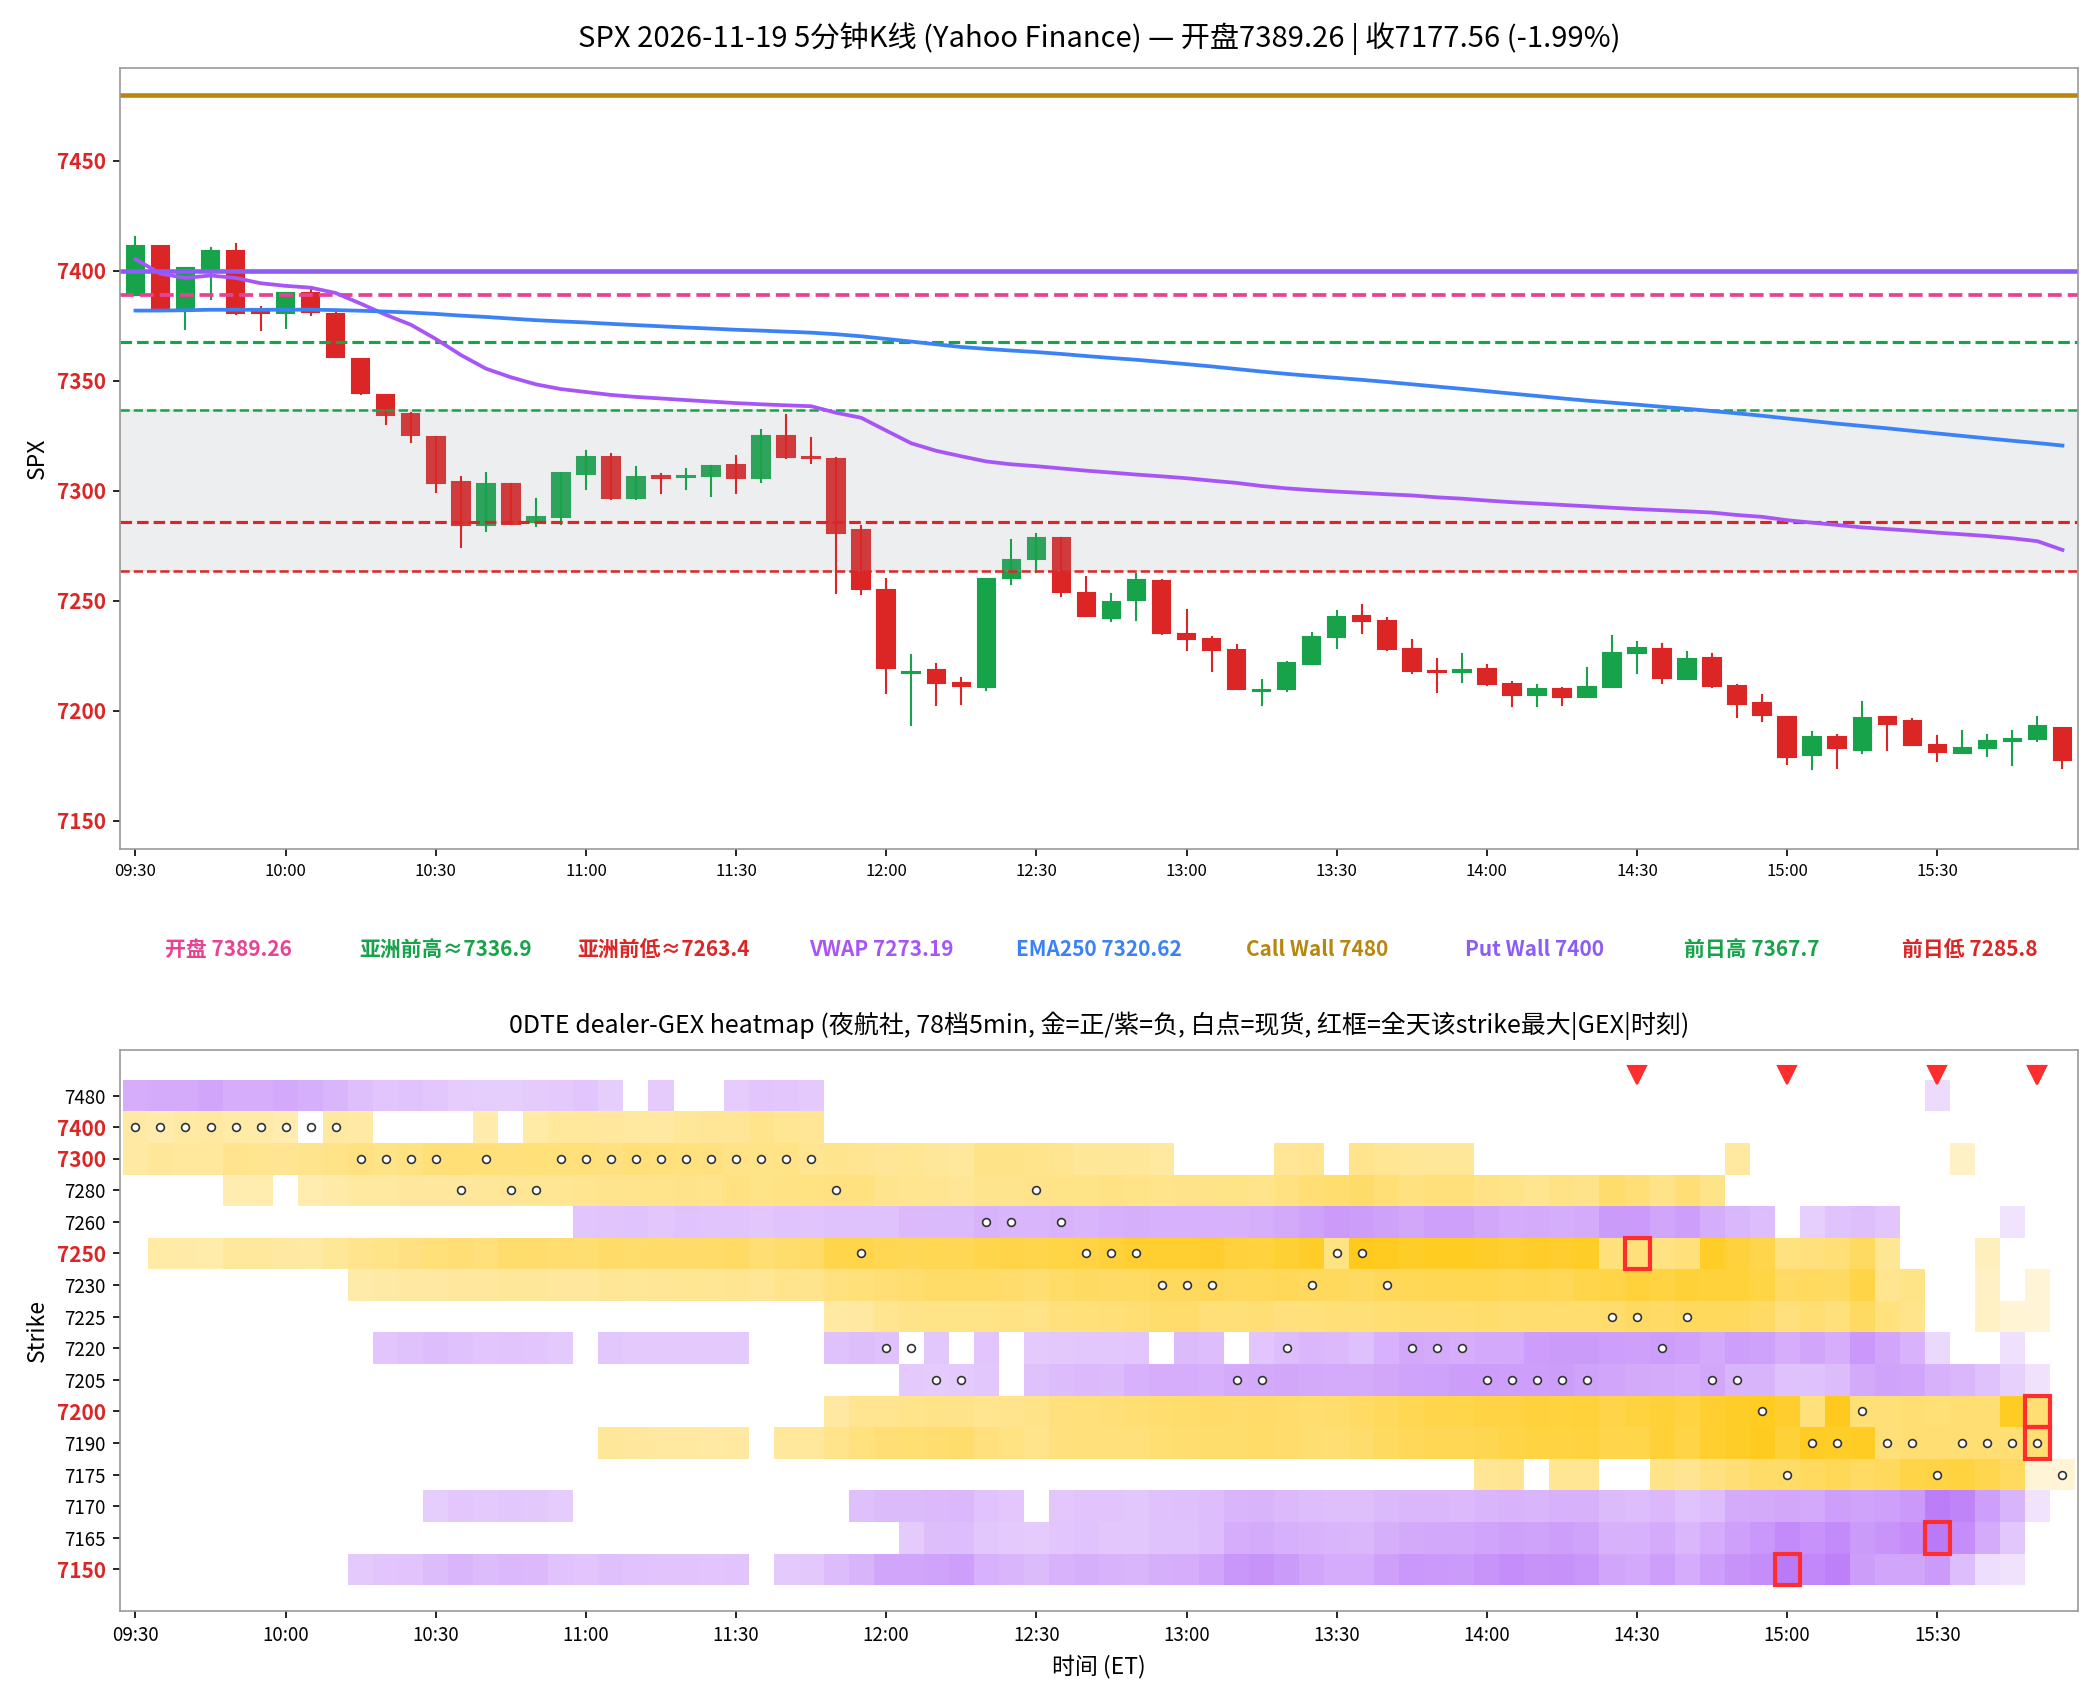 SPX 2026-11-19 5分钟K线 (Yahoo Finance) — 开盘7389.26 | 收7177.56 (-1.99%)
SPX
7450
7400
7350
7300
7250
7200
7150
09:30 10:00 10:30 11:00 11:30 12:00 12:30 13:00 13:30 14:00 14:30 15:00 15:30
开盘 7389.26 亚洲前高≈7336.9 亚洲前低≈7263.4 VWAP 7273.19 EMA250 7320.62 Call Wall 7480 Put Wall 7400 前日高 7367.7 前日低 7285.8
0DTE dealer-GEX heatmap (夜航社, 78档5min, 金=正/紫=负, 白点=现货, 红框=全天该strike最大|GEX|时刻)
Strike
7480
7400
7300
7280
7260
7250
7230
7225
7220
7205
7200
7190
7175
7170
7165
7150
09:30 10:00 10:30 11:00 11:30 12:00 12:30 13:00 13:30 14:00 14:30 15:00 15:30
时间 (ET)